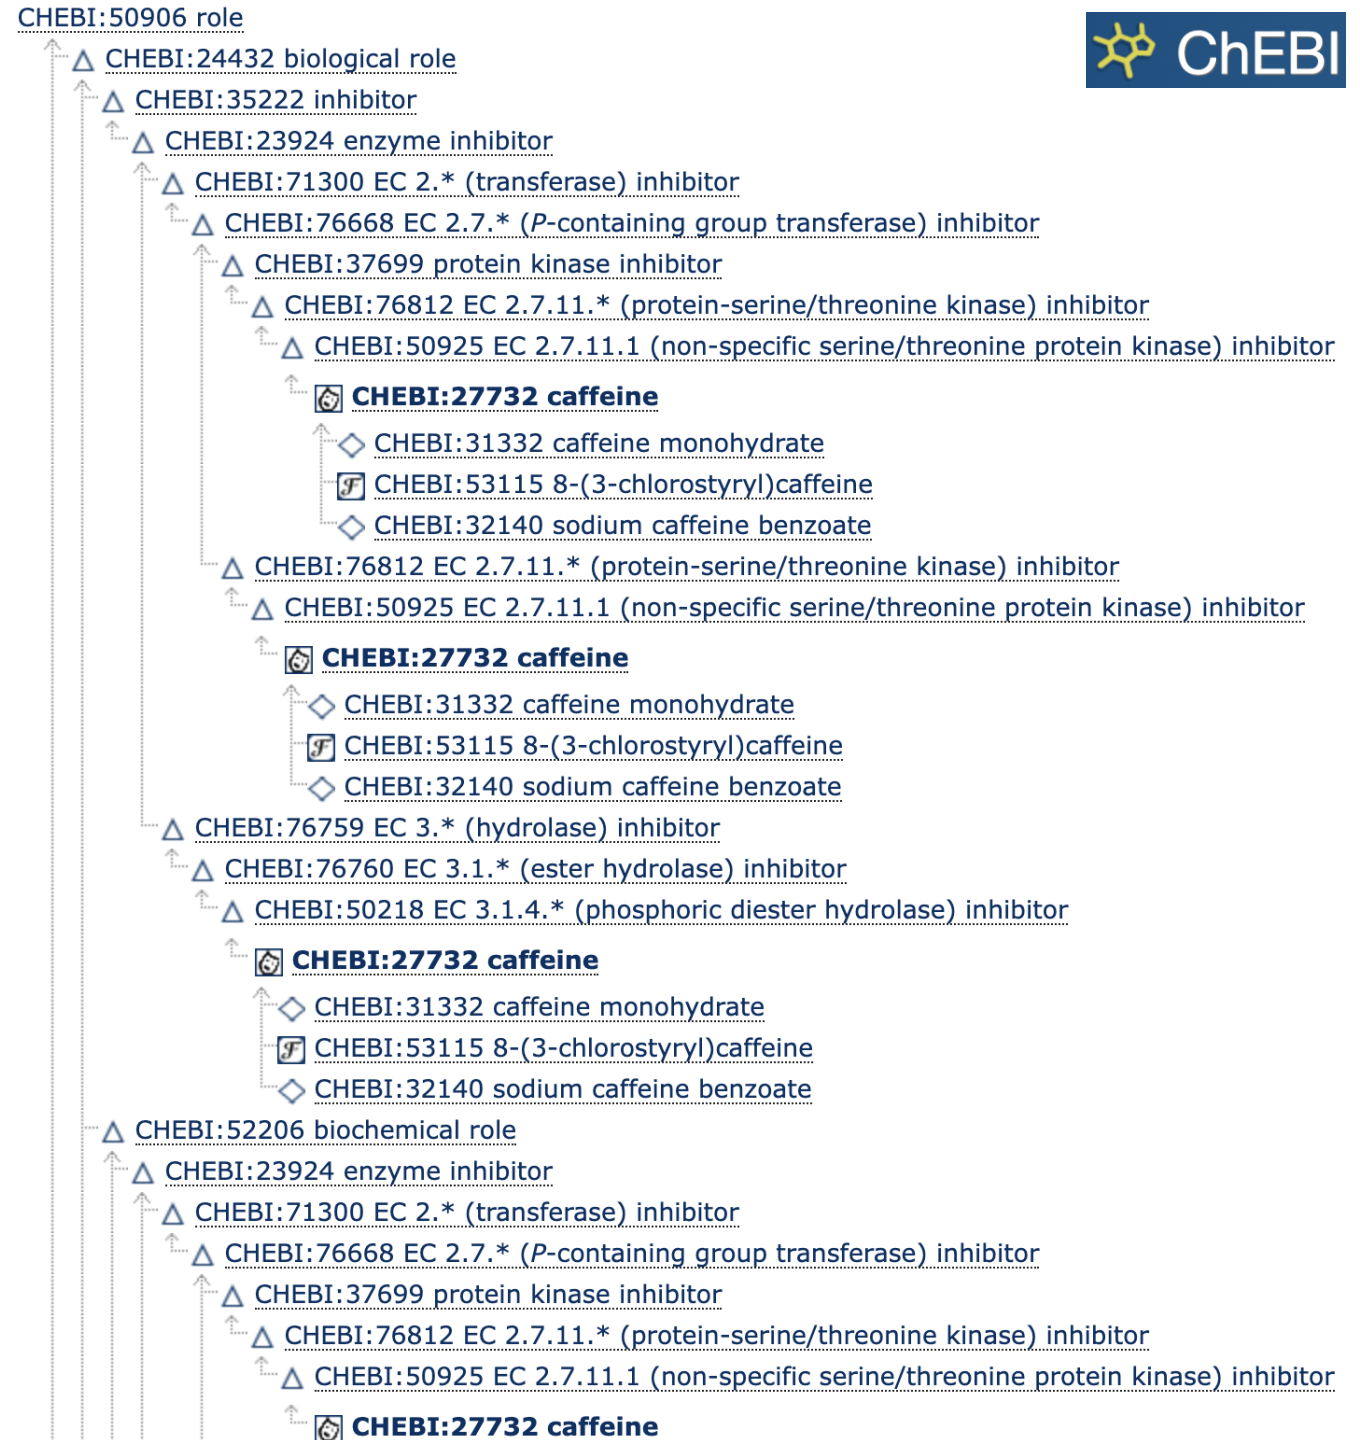 CHEBI:50906 role
ChEBI
CHEBI:24432 biological role
CHEBI:35222 inhibitor
CHEBI:23924 enzyme inhibitor
CHEBI:71300 EC 2.* (transferase) inhibitor
CHEBI:76668 EC 2.7.* (P-containing group transferase) inhibitor
CHEBI:37699 protein kinase inhibitor
CHEBI:76812 EC 2.7.11.* (protein-serine/threonine kinase) inhibitor
CHEBI:50925 EC 2.7.11.1 (non-specific serine/threonine protein kinase) inhibitor
CHEBI:27732 caffeine
CHEBI:31332 caffeine monohydrate
F CHEBI:53115 8-(3-chlorostyryl)caffeine
CHEBI:32140 sodium caffeine benzoate
CHEBI:76812 EC 2.7.11.* (protein-serine/threonine kinase) inhibitor
CHEBI:50925 EC 2.7.11.1 (non-specific serine/threonine protein kinase) inhibitor
CHEBI:27732 caffeine
CHEBI:31332 caffeine monohydrate
F CHEBI:53115 8-(3-chlorostyryl)caffeine
CHEBI:32140 sodium caffeine benzoate
CHEBI:76759 EC 3.* (hydrolase) inhibitor
CHEBI:76760 EC 3.1.* (ester hydrolase) inhibitor
CHEBI:50218 EC 3.1.4.* (phosphoric diester hydrolase) inhibitor
CHEBI:27732 caffeine
CHEBI:31332 caffeine monohydrate
F CHEBI:53115 8-(3-chlorostyryl)caffeine
CHEBI:32140 sodium caffeine benzoate
CHEBI:52206 biochemical role
CHEBI:23924 enzyme inhibitor
CHEBI:71300 EC 2.* (transferase) inhibitor
CHEBI:76668 EC 2.7.* (P-containing group transferase) inhibitor
CHEBI:37699 protein kinase inhibitor
CHEBI:76812 EC 2.7.11.* (protein-serine/threonine kinase) inhibitor
CHEBI:50925 EC 2.7.11.1 (non-specific serine/threonine protein kinase) inhibitor
CHEBI:27732 caffeine